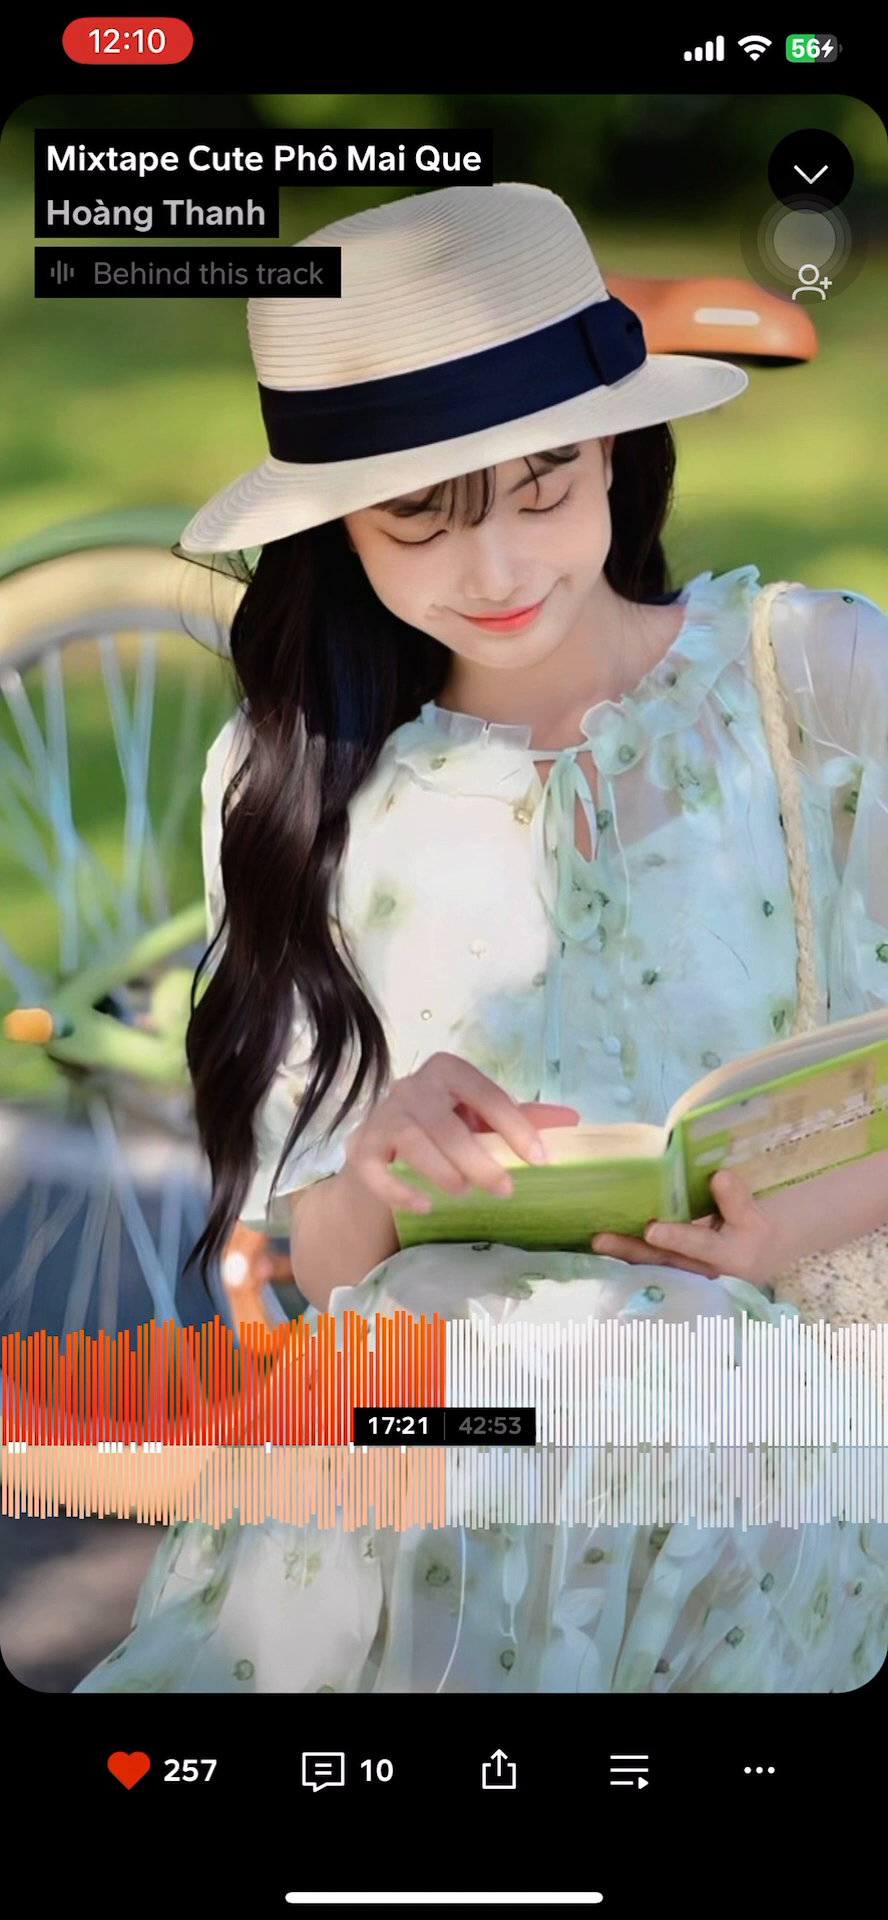 12:10
56
Mixtape Cute Phô Mai Que
Hoàng Thanh
Behind this track
17:21 42:53
257 10